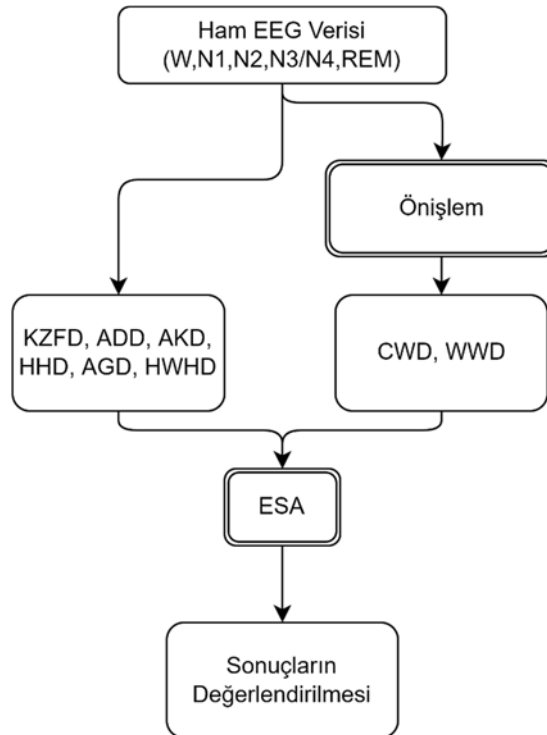 Ham EEG Verisi
(W,N1,N2,N3/N4,REM)
Önişlem
KZFD, ADD, AKD,
HHD, AGD, HWHD
CWD, WWD
ESA
Sonuçların
Değerlendirilmesi